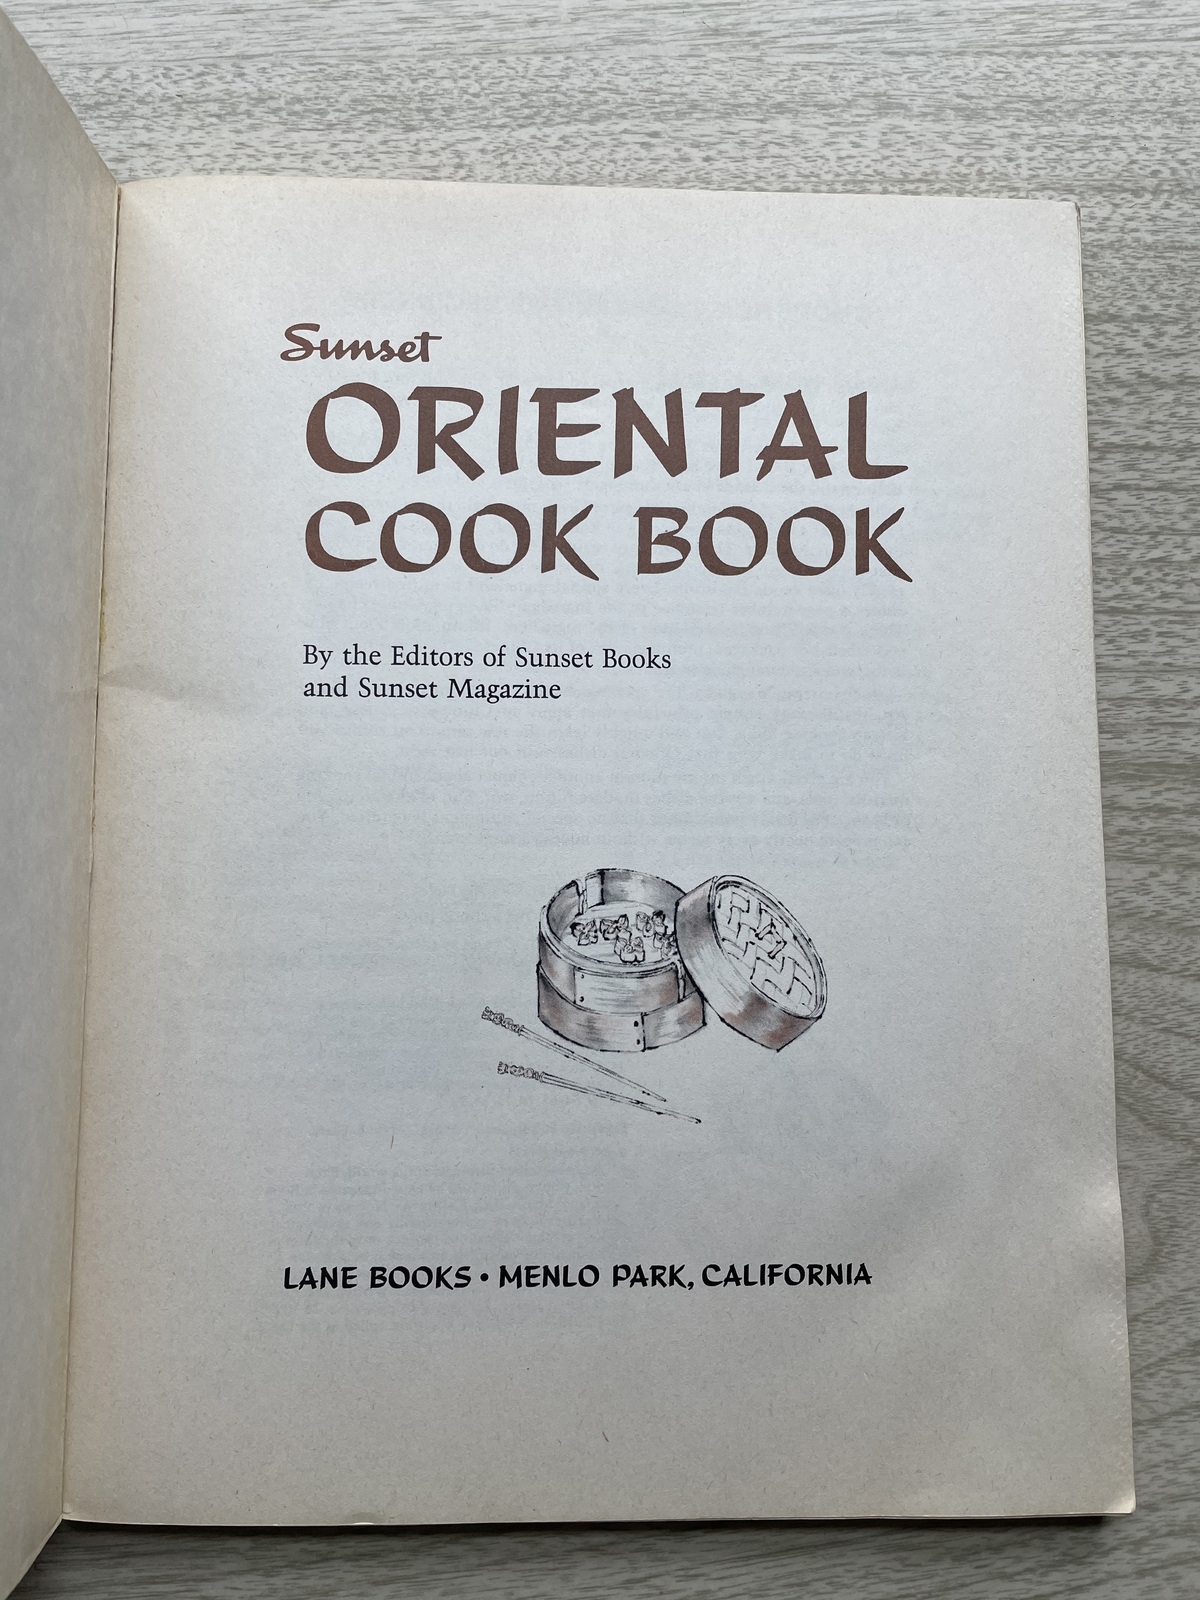 Sunset
ORIENTAL
COOK BOOK
By the Editors of Sunset Books
and Sunset Magazine
LANE BOOKS • MENLO PARK, CALIFORNIA